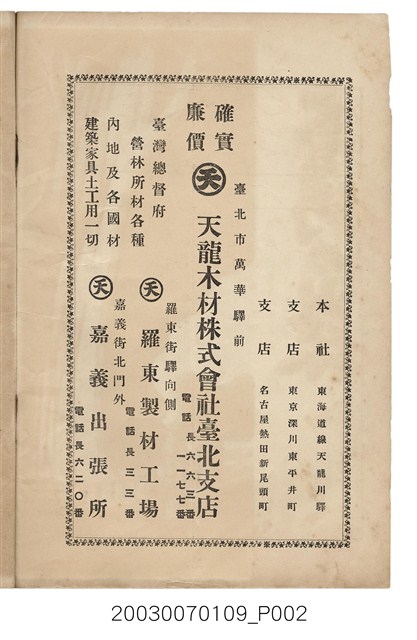 本社 東海道線天龍川驛
支店 東京深川東平井町
支店 名古屋熱田新尾頭町
臺北市萬華驛前
確實
廉價
天 天龍木材株式會社臺北支店
電話 長六六三番
一一七七番
臺灣總督府
營林所材各種
羅東街驛向側
天 羅東製材工場
電話長三三番
內地及各國材
建築家具土工用一切
嘉義街北門外
天 嘉義出張所
電話長六二〇番
20030070109_P002